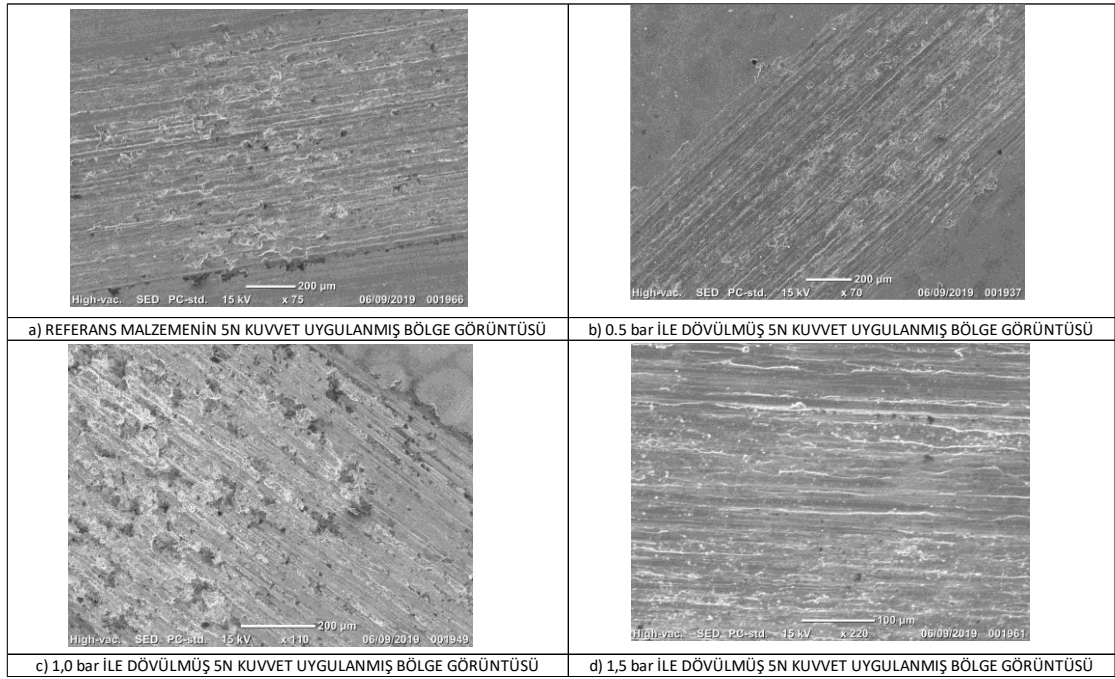 200 µm
High-vac. SED PC-std. 15 kV x 75 06/09/2019 001966
200 µm
High-vac. SED PC-std. 15 kV x 70 06/09/2019 001937
a) REFERANS MALZEMENİN 5N KUVVET UYGULANMIŞ BÖLGE GÖRÜNTÜSÜ
b) 0.5 bar İLE DÖVÜLMÜŞ 5N KUVVET UYGULANMIŞ BÖLGE GÖRÜNTÜSÜ
200 µm
High-vac. SED PC-std. 15 kV x 110 06/09/2019 001949
100 µm
High-vac. SED PC-std. 15 kV x 220 06/09/2019 001961
c) 1,0 bar İLE DÖVÜLMÜŞ 5N KUVVET UYGULANMIŞ BÖLGE GÖRÜNTÜSÜ
d) 1,5 bar İLE DÖVÜLMÜŞ 5N KUVVET UYGULANMIŞ BÖLGE GÖRÜNTÜSÜ